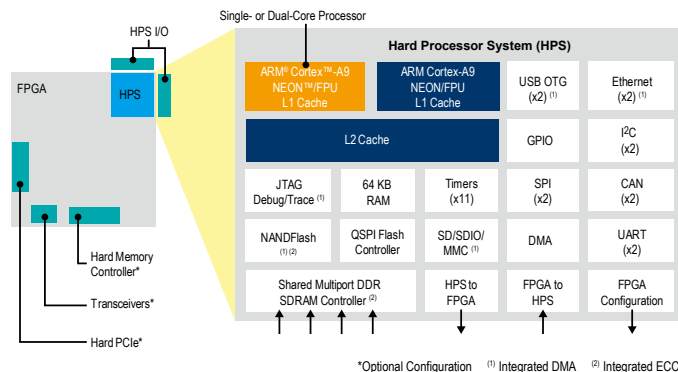 Single- or Dual-Core Processor
HPS I/O
FPGA
HPS
Hard Memory
Controller*
Transceivers*
Hard PCIe*
Hard Processor System (HPS)
ARM® Cortex™-A9
NEON™/FPU
L1 Cache
ARM Cortex-A9
NEON/FPU
L1 Cache
USB OTG
(x2) (1)
Ethernet
(x2) (1)
L2 Cache
GPIO
I2C
(x2)
JTAG
Debug/Trace (1)
64 KB
RAM
Timers
(x11)
SPI
(x2)
CAN
(x2)
NANDFlash
(1) (2)
QSPI Flash
Controller
SD/SDIO/
MMC (1)
DMA
UART
(x2)
Shared Multiport DDR
SDRAM Controller (2)
HPS to
FPGA
FPGA to
HPS
FPGA
Configuration
*Optional Configuration (1) Integrated DMA (2) Integrated ECC